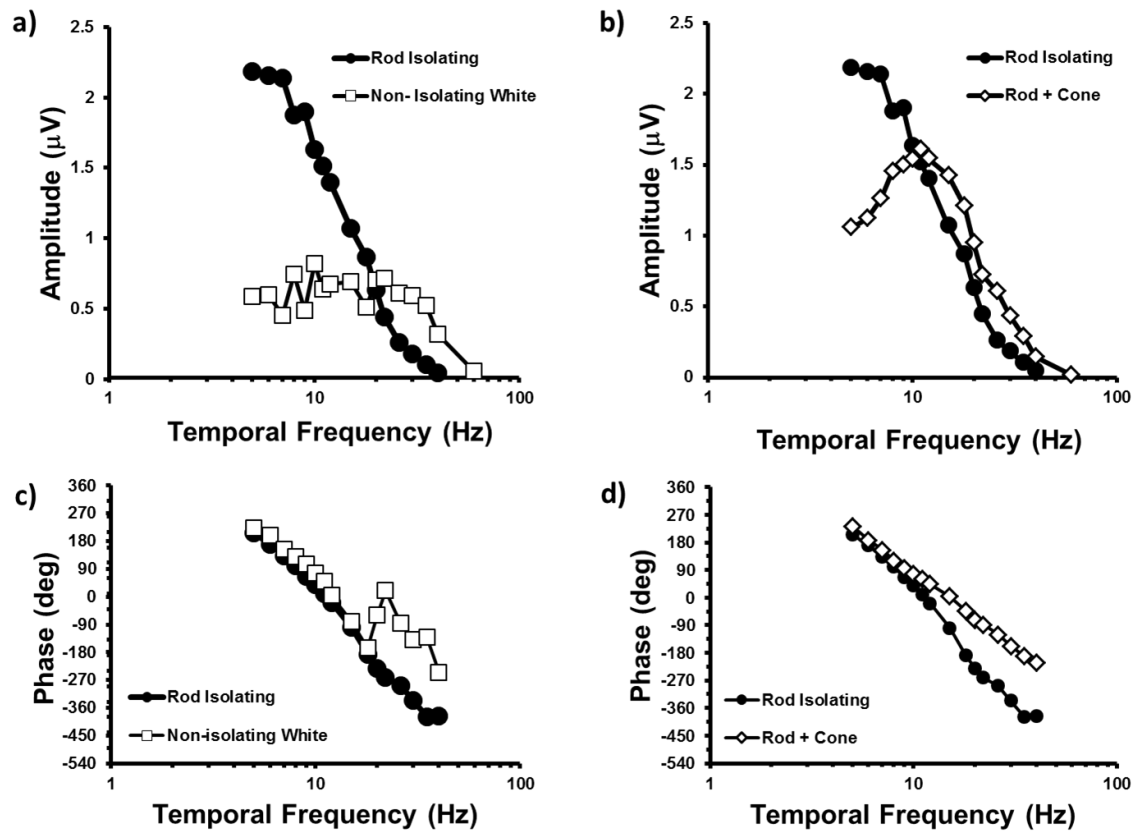 a)
2.5
2
1.5
1
0.5
0
Amplitude (μV)
Rod Isolating
Non- Isolating White
1 10 100
Temporal Frequency (Hz)
b)
2.5
2
1.5
1
0.5
0
Amplitude (μV)
Rod Isolating
Rod + Cone
1 10 100
Temporal Frequency (Hz)
c)
360
270
180
90
0
-90
-180
-270
-360
-450
-540
Phase (deg)
Rod Isolating
Non-isolating White
1 10 100
Temporal Frequency (Hz)
d)
360
270
180
90
0
-90
-180
-270
-360
-450
-540
Phase (deg)
Rod Isolating
Rod + Cone
1 10 100
Temporal Frequency (Hz)